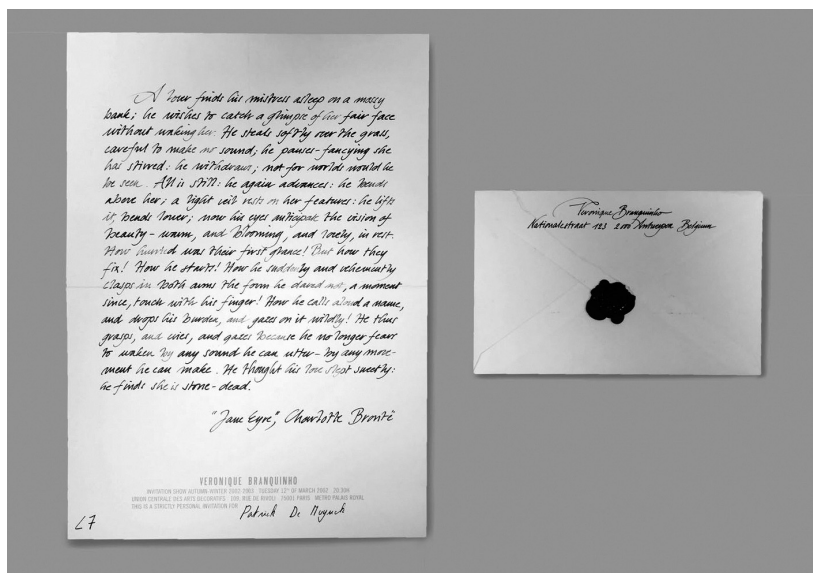 A lover finds his mistress asleep on a mossy
bank; he wishes to catch a glimpse of her fair face
without waking her. He steals softly over the grass,
careful to make no sound; he pauses - fancying she
has stirred: he withdraws; not for worlds would he
be seen. All is still: he again advances: he bends
above her; a light veil rests on her features: he lifts
it, bends lower; now his eyes anticipate the vision of
beauty - warm, and blooming, and lovely, in rest.
How hurried was their first glance! But how they
fix! How he starts! How he suddenly and vehemently
clasps in both arms the form he dared not, a moment
since, touch with his finger! How he calls aloud a name,
and drops his burden, and gazes on it wildly! He thus
grasps, and cries, and gazes because he no longer fears
to waken by any sound he can utter - by any move-
ment he can make. He thought his love slept sweetly:
he finds she is stone-dead.
"Jane Eyre", Charlotte Brontë
VERONIQUE BRANQUINHO
INVITATION SHOW AUTUMN-WINTER 2002-2003 TUESDAY 12TH OF MARCH 2002 20.30H
UNION CENTRALE DES ARTS DECORATIFS 109, RUE DE RIVOLI 75001 PARIS METRO PALAIS ROYAL
THIS IS A STRICTLY PERSONAL INVITATION FOR Patrick De Muynck
L7
Veronique Branquinho
Nationalestraat 123 2000 Antwerpen Belgium